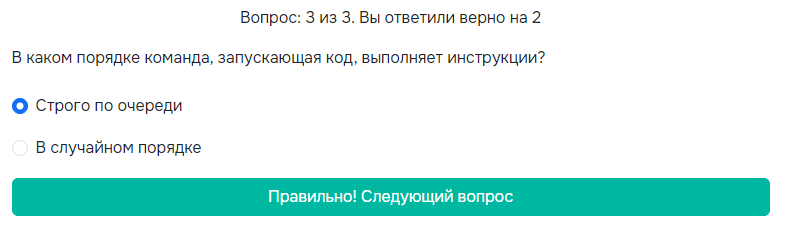 Вопрос: 3 из 3. Вы ответили верно на 2
В каком порядке команда, запускающая код, выполняет инструкции?
Строго по очереди
В случайном порядке
Правильно! Следующий вопрос